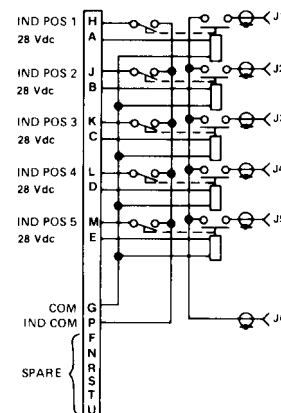 IND POS 1 H J1
28 Vdc A
IND POS 2 J J2
28 Vdc B
IND POS 3 K J3
28 Vdc C
IND POS 4 L J4
28 Vdc D
IND POS 5 M J5
28 Vdc E
COM G
IND COM P
F
N
R
SPARE S
T
U